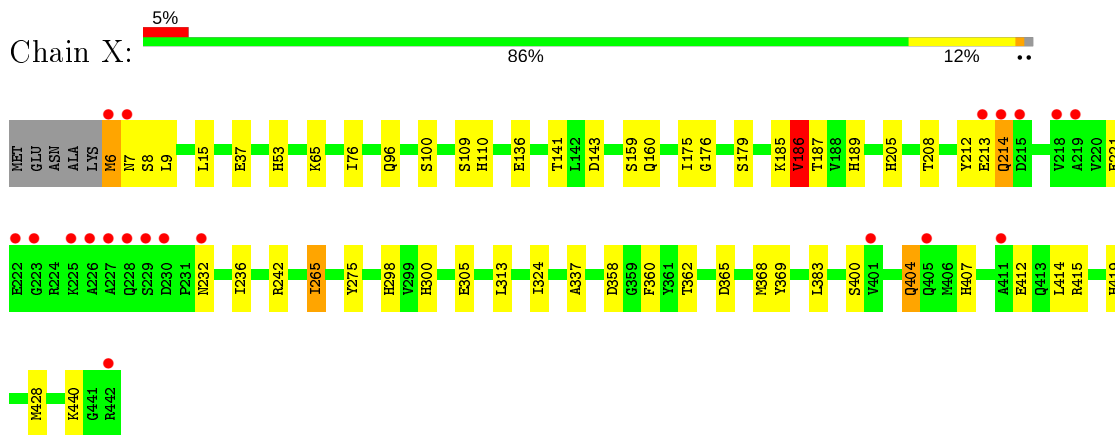 5%
Chain X:
86%
12%
MET GLU ASN ALA LYS M6 N7 S8 L9 L15 E37 H53 K65 I76 Q96 S100 S109 H110 E136 T141 L142 D143 S159 Q160 I175 G176 S179 K185 V186 T187 V188 H189 H205 T208 Y212 E213 Q214 D215 V218 A219 V220
E222 G223 R224 K225 A226 A227 Q228 S229 D230 P231 N232 I236 R242 I265 Y275 H298 V299 H300 E305 L313 I324 A337 D358 G359 F360 Y361 T362 D365 M368 Y369 L383 S400 V401 Q404 Q405 M406 H407 A411 E412 Q413 L414 R415
M428 K440 G441 R442